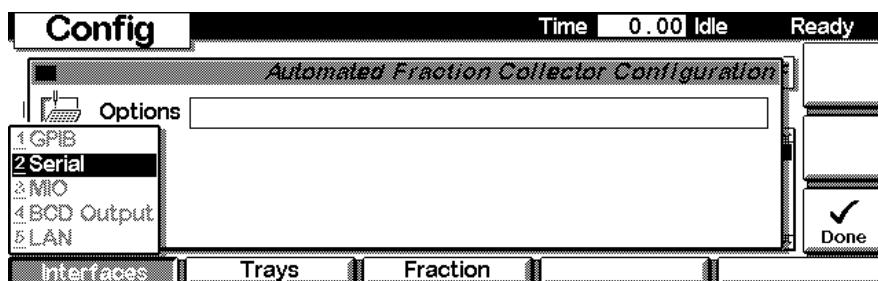 Config Time 0.00 Idle Ready
Automated Fraction Collector Configuration
Options
1 GPIB
2 Serial
3 MIO
4 BCD Output
5 LAN
Done
Interfaces Trays Fraction